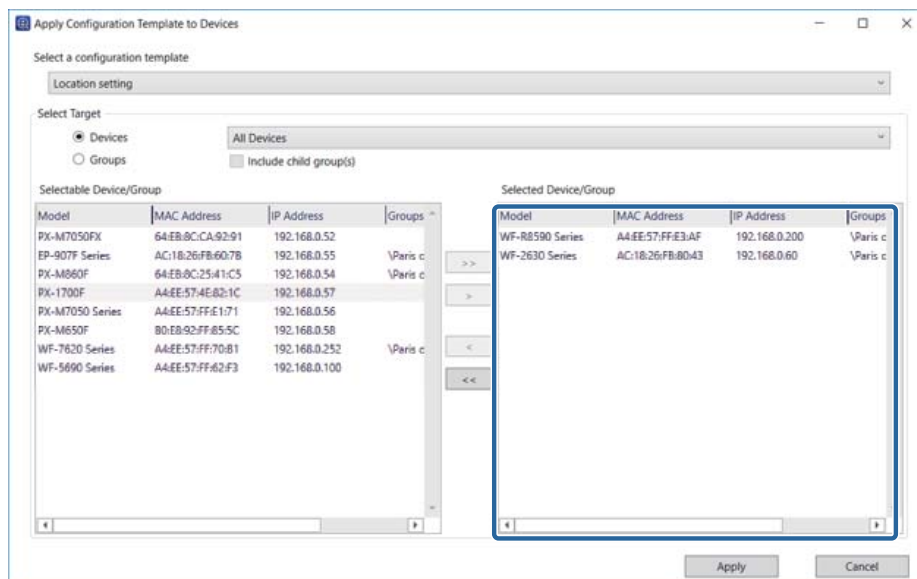 Apply Configuration Template to Devices
Select a configuration template
Location setting
Select Target
Devices All Devices
Groups Include child group(s)
Selectable Device/Group
Model MAC Address IP Address Groups
PX-M7050FX 64:EB:8C:CA:92:91 192.168.0.52
EP-907F Series AC:18:26:FB:60:7B 192.168.0.55 \Paris c
PX-M860F 64:EB:8C:25:41:C5 192.168.0.54 \Paris c
PX-1700F A4:EE:57:4E:82:1C 192.168.0.57
PX-M7050 Series A4:EE:57:FF:E1:71 192.168.0.56
PX-M650F 80:E8:92:FF:85:5C 192.168.0.58
WF-7620 Series A4:EE:57:FF:70:81 192.168.0.252 \Paris c
WF-5690 Series A4:EE:57:FF:62:F3 192.168.0.100
>>
>
<
<<
Selected Device/Group
Model MAC Address IP Address Groups
WF-R8590 Series A4:EE:57:FF:E3:AF 192.168.0.200 \Paris c
WF-2630 Series AC:18:26:FB:80:43 192.168.0.60 \Paris c
Apply Cancel